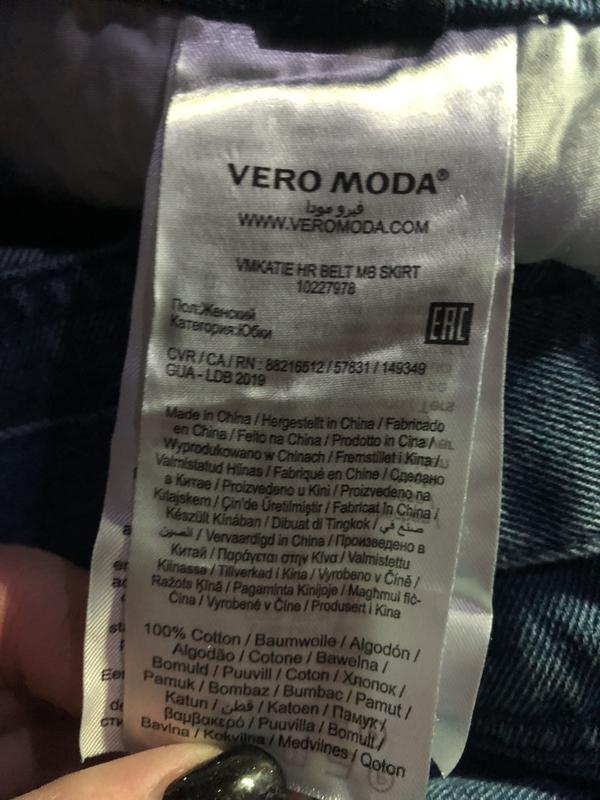 VERO MODA®
فيرو مودا
WWW.VEROMODA.COM
VMKATIE HR BELT MB SKIRT
10227978
Пол:Женский
Категория:Юбки
EAC
CVR / CA / RN : 88216512 / 57831 / 149349
GUA - LDB 2019
Made in China / Hergestellt in China / Fabricado
en China / Feito na China / Prodotto in Cina /
Wyprodukowano w Chinach / Fremstillet i Kina /
Valmistatud Hiinas / Fabriqué en Chine / Сделано
в Китае / Proizvedeno u Kini / Proizvedeno na
Kitajskem / Çin'de Üretilmiştir / Fabricat în China /
Készült Kínában / Dibuat di Tingkok / صنع في
الصين / Vervaardigd in China / Произведено в
Китай / Παράγεται στην Κίνα / Valmistettu
Kiinassa / Tillverkad i Kina / Vyrobeno v Číně /
Ražots Ķīnā / Pagaminta Kinijoje / Maghmul fiċ-
Ċina / Vyrobené v Číne / Produsert i Kina
100% Cotton / Baumwolle / Algodón /
Algodão / Cotone / Bawełna /
Bomuld / Puuvill / Coton / Хлопок /
Pamuk / Bombaz / Bumbac / Pamut /
Katun / قطن / Katoen / Памук /
Βαμβακερό / Puuvilla / Bomull /
Bavlna / Kokvilna / Medvilnes / Qoton